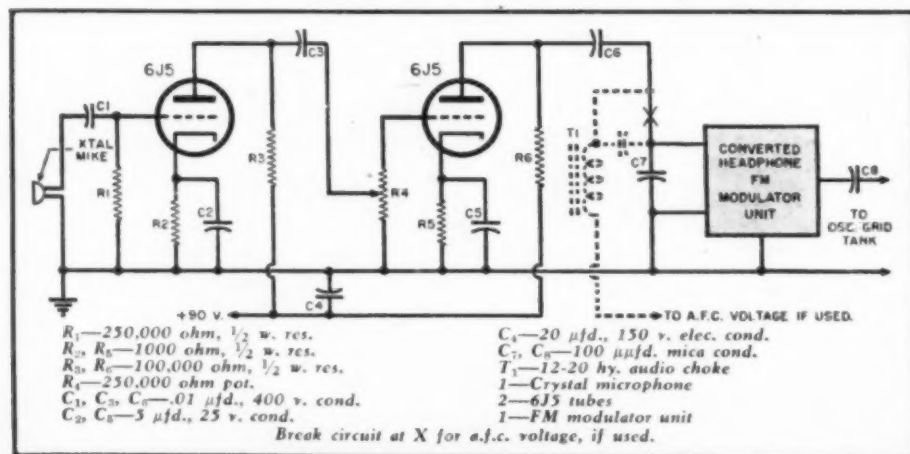 6J5
6J5
C1
C3
C6
XTAL
MIKE
R1
R2
C2
R3
R4
R5
C5
R6
T1
C7
CONVERTED
HEADPHONE
FM
MODULATOR
UNIT
C8
TO
OSC. GRID
TANK
C4
+90 V.
TO A.F.C. VOLTAGE IF USED.
R₁—250,000 ohm, ½ w. res.
R₂, R₅—1000 ohm, ½ w. res.
R₃, R₆—100,000 ohm, ½ w. res.
R₄—250,000 ohm pot.
C₁, C₃, C₆—.01 µfd., 400 v. cond.
C₂, C₅—5 µfd., 25 v. cond.
C₄—20 µfd., 150 v. elec. cond.
C₇, C₈—100 µµfd. mica cond.
T₁—12-20 hy. audio choke
1—Crystal microphone
2—6J5 tubes
1—FM modulator unit
Break circuit at X for a.f.c. voltage, if used.